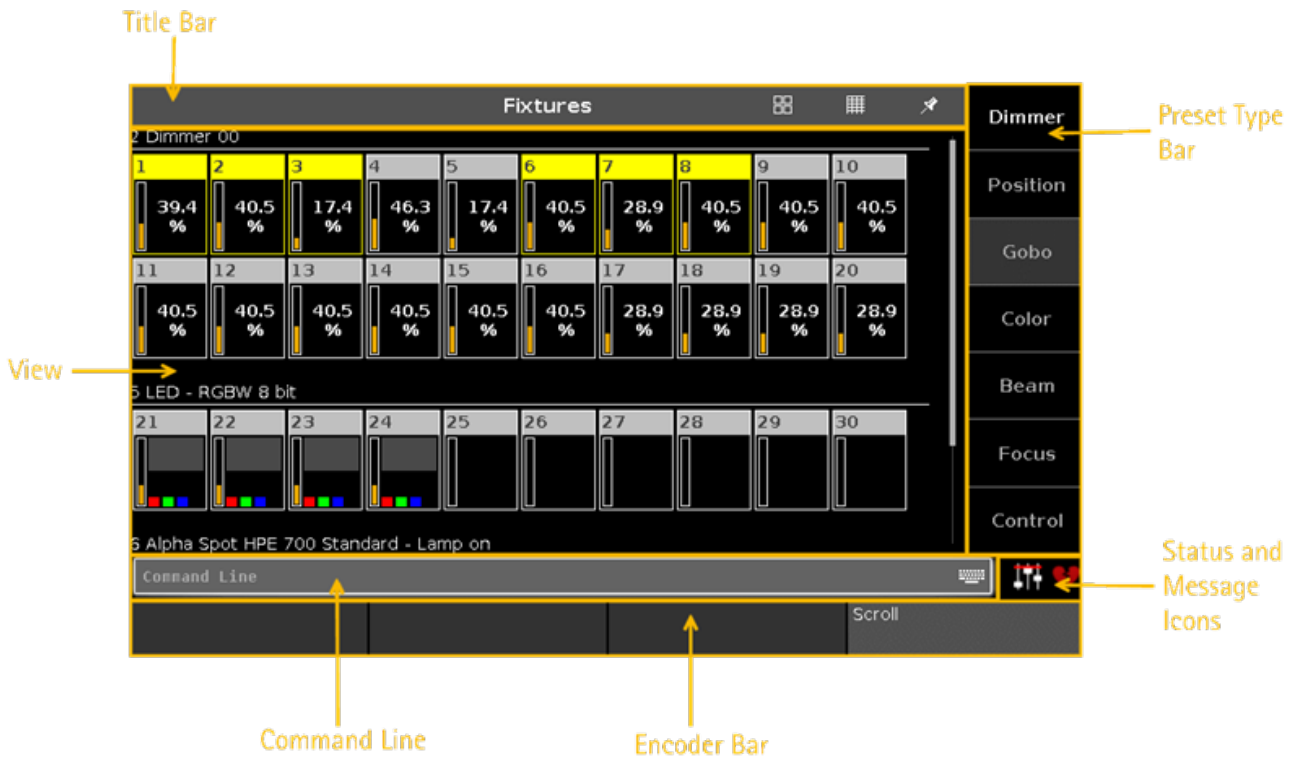 Title Bar
Fixtures
Dimmer
Preset Type
Bar
2 Dimmer 00
1 2 3 4 5 6 7 8 9 10
39.4 40.5 17.4 46.3 17.4 40.5 28.9 40.5 40.5 40.5
% % % % % % % % % %
Position
Gobo
11 12 13 14 15 16 17 18 19 20
40.5 40.5 40.5 40.5 40.5 40.5 28.9 28.9 28.9 28.9
% % % % % % % % % %
Color
View
LED - RGBW 8 bit
Beam
21 22 23 24 25 26 27 28 29 30
Focus
Control
6 Alpha Spot HPE 700 Standard - Lamp on
Command Line
Status and
Message
Icons
Scroll
Command Line
Encoder Bar